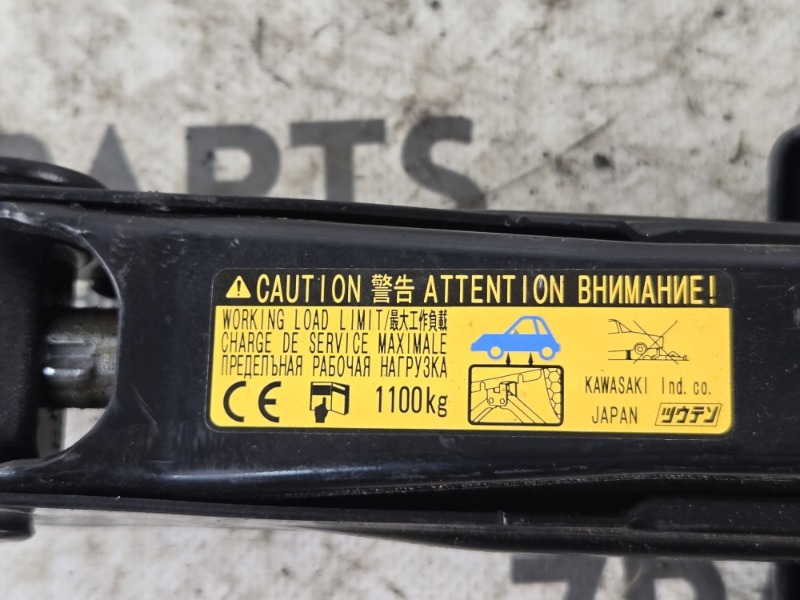 PARTS
CAUTION 警告 ATTENTION ВНИМАНИЕ!
WORKING LOAD LIMIT/最大工作負載
CHARGE DE SERVICE MAXIMALE
ПРЕДЕЛЬНАЯ РАБОЧАЯ НАГРУЗКА
CE 1100kg
KAWASAKI Ind. co.
JAPAN ツウテン